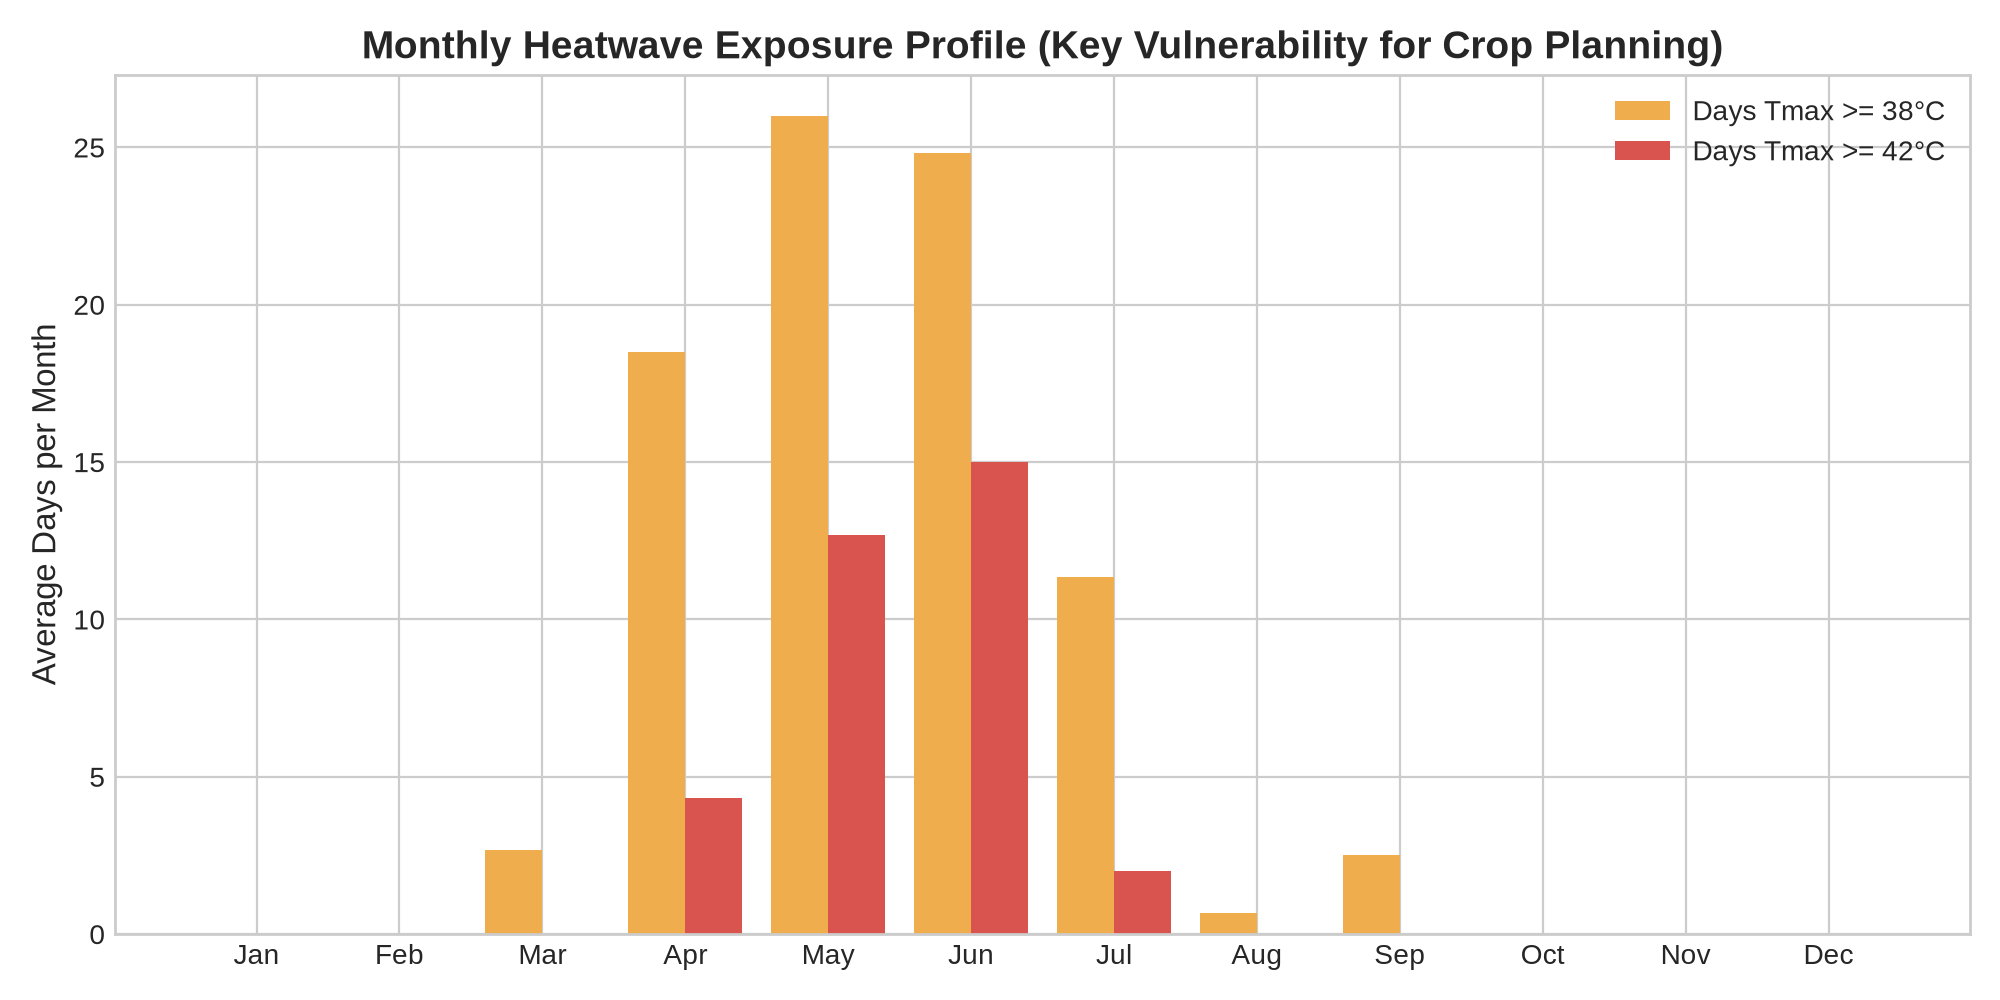 Monthly Heatwave Exposure Profile (Key Vulnerability for Crop Planning)
Days Tmax >= 38°C
Days Tmax >= 42°C
Average Days per Month
25
20
15
10
5
0
Jan Feb Mar Apr May Jun Jul Aug Sep Oct Nov Dec